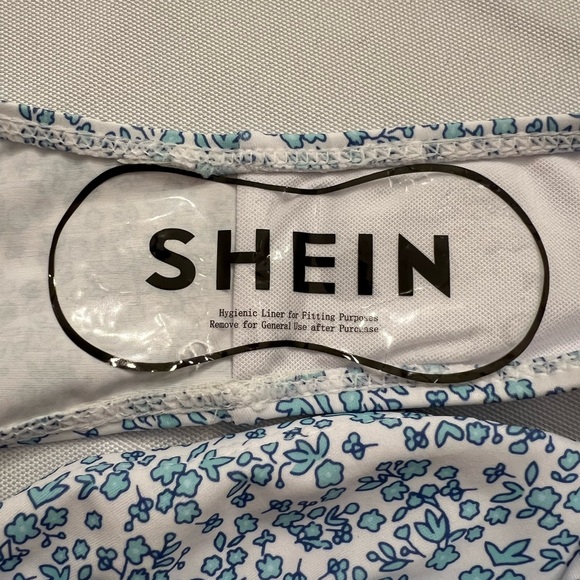 SHEIN
Hygienic Liner for Fitting Purposes
Remove for General Use after Purchase